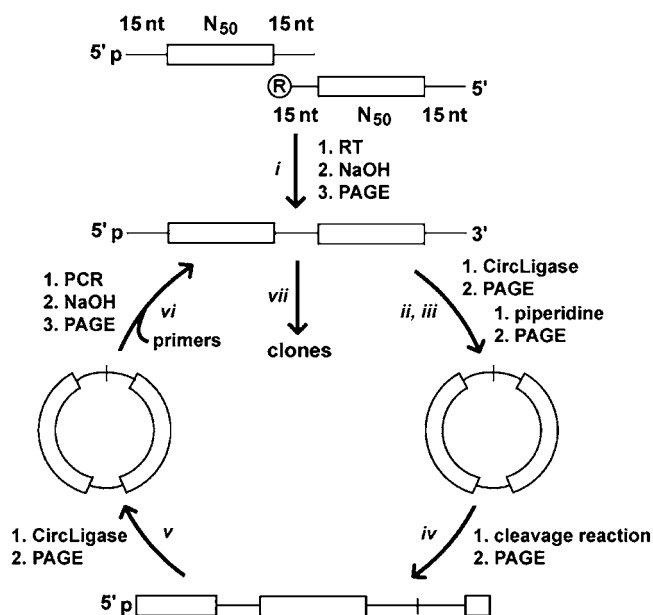 15 nt N50 15 nt
5' p
R 5'
15 nt N50 15 nt
i
1. RT
2. NaOH
3. PAGE
5' p 3'
1. PCR
2. NaOH
3. PAGE
vi
primers
vii
clones
1. CircLigase
2. PAGE
ii, iii
1. piperidine
2. PAGE
1. CircLigase
2. PAGE
v
iv
1. cleavage reaction
2. PAGE
5' p